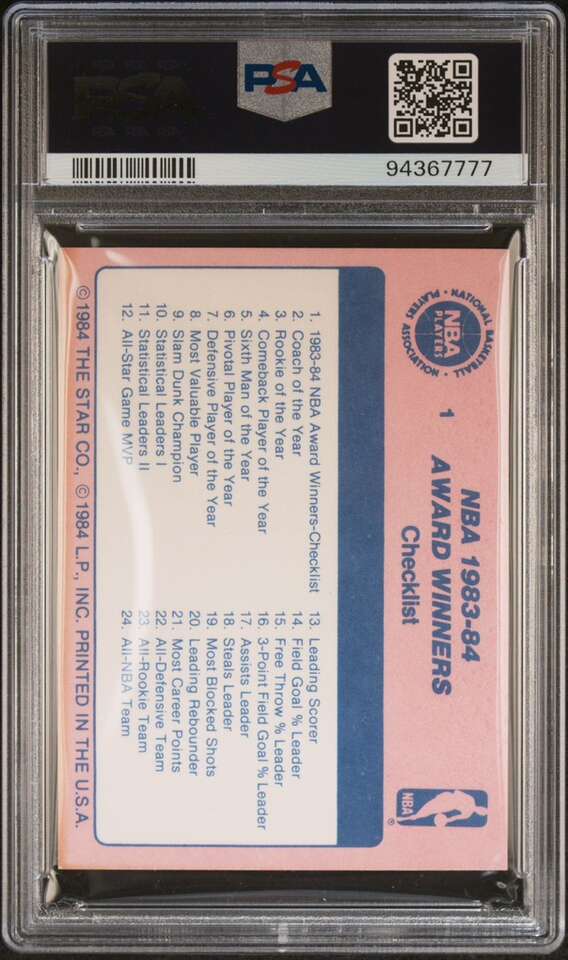 PSA
PSA
94367777
NATIONAL BASKETBALL
PLAYERS ASSOCIATION
NBA
PLAYERS
1
NBA 1983-84
AWARD WINNERS
Checklist
NBA
®
1. 1983-84 NBA Award Winners-Checklist
2. Coach of the Year
3. Rookie of the Year
4. Comeback Player of the Year
5. Sixth Man of the Year
6. Pivotal Player of the Year
7. Defensive Player of the Year
8. Most Valuable Player
9. Slam Dunk Champion
10. Statistical Leaders I
11. Statistical Leaders II
12. All-Star Game MVP
13. Leading Scorer
14. Field Goal % Leader
15. Free Throw % Leader
16. 3-Point Field Goal % Leader
17. Assists Leader
18. Steals Leader
19. Most Blocked Shots
20. Leading Rebounder
21. Most Career Points
22. All-Defensive Team
23. All-Rookie Team
24. All-NBA Team
©1984 THE STAR CO., ©1984 L.P., INC. PRINTED IN THE U.S.A.